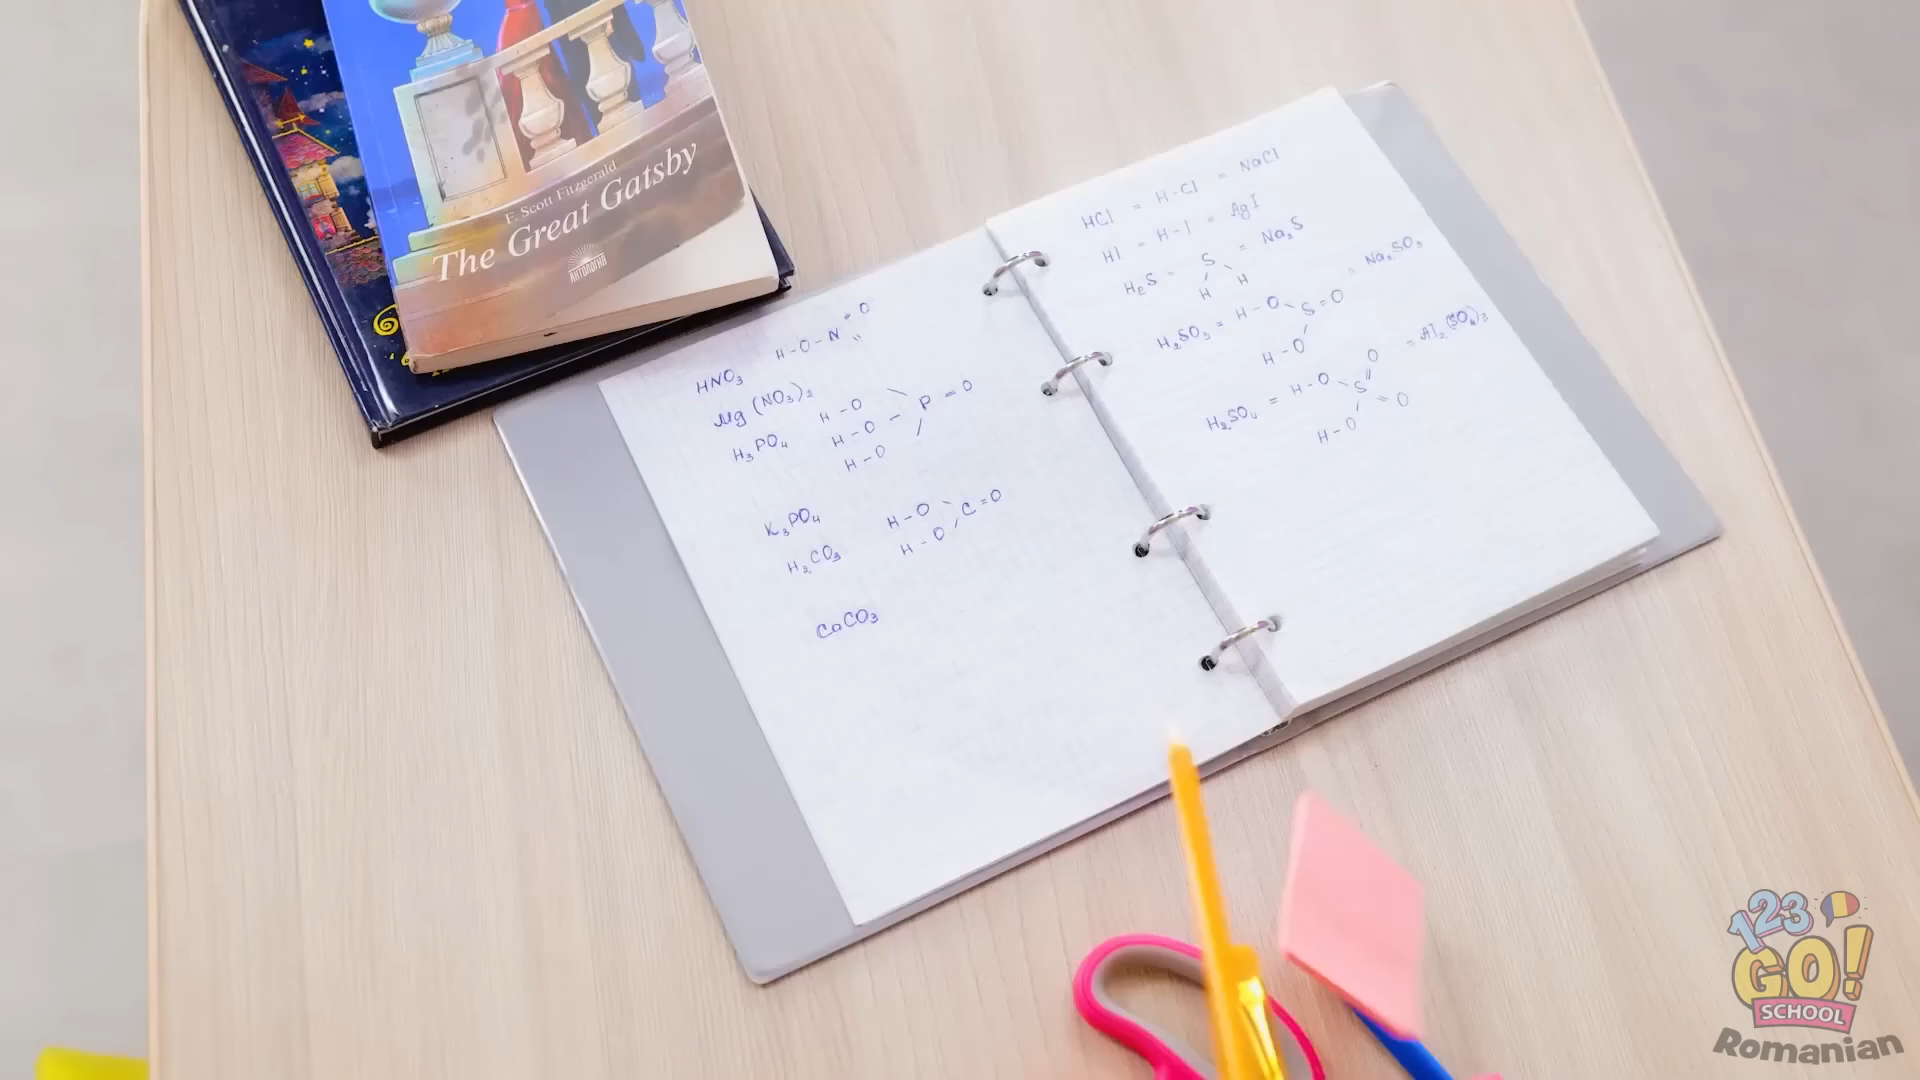 F. Scott Fitzgerald
The Great Gatsby
АНТОЛОГІЯ
HNO3 H-O-N=O
Mg(NO3)2
H3PO4 H-O H-O H-O P=O
K3PO4
H2CO3 H-O H-O C=O
CaCO3
HCl = H-Cl = NaCl
HI = H-I = AgI
H2S = S H H = Na2S
H2SO3 = H-O H-O S=O = Na2SO3
H2SO4 = H-O H-O S=O =O = Al2(SO4)3
123
GO!
SCHOOL
Romanian